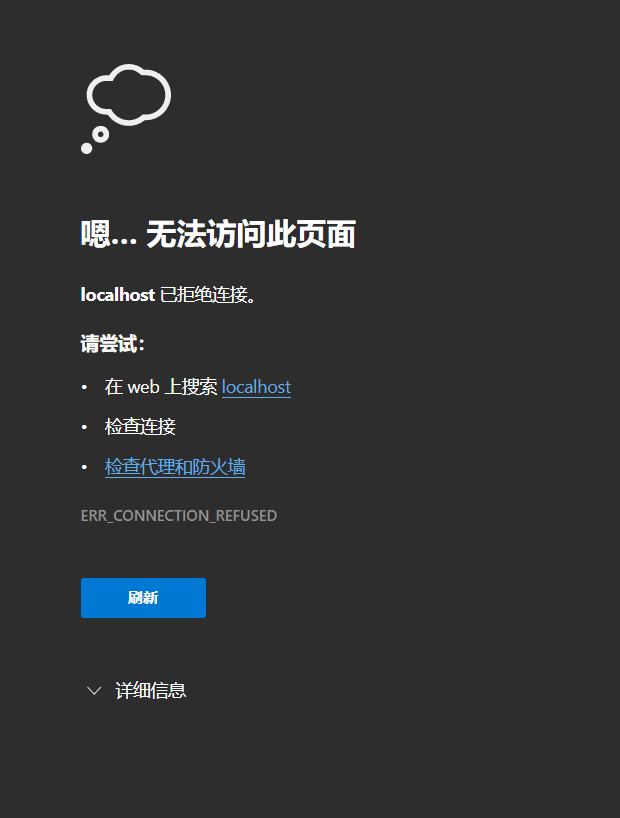 嗯… 无法访问此页面
localhost 已拒绝连接。
请尝试：
• 在 web 上搜索 localhost
• 检查连接
• 检查代理和防火墙
ERR_CONNECTION_REFUSED
刷新
详细信息